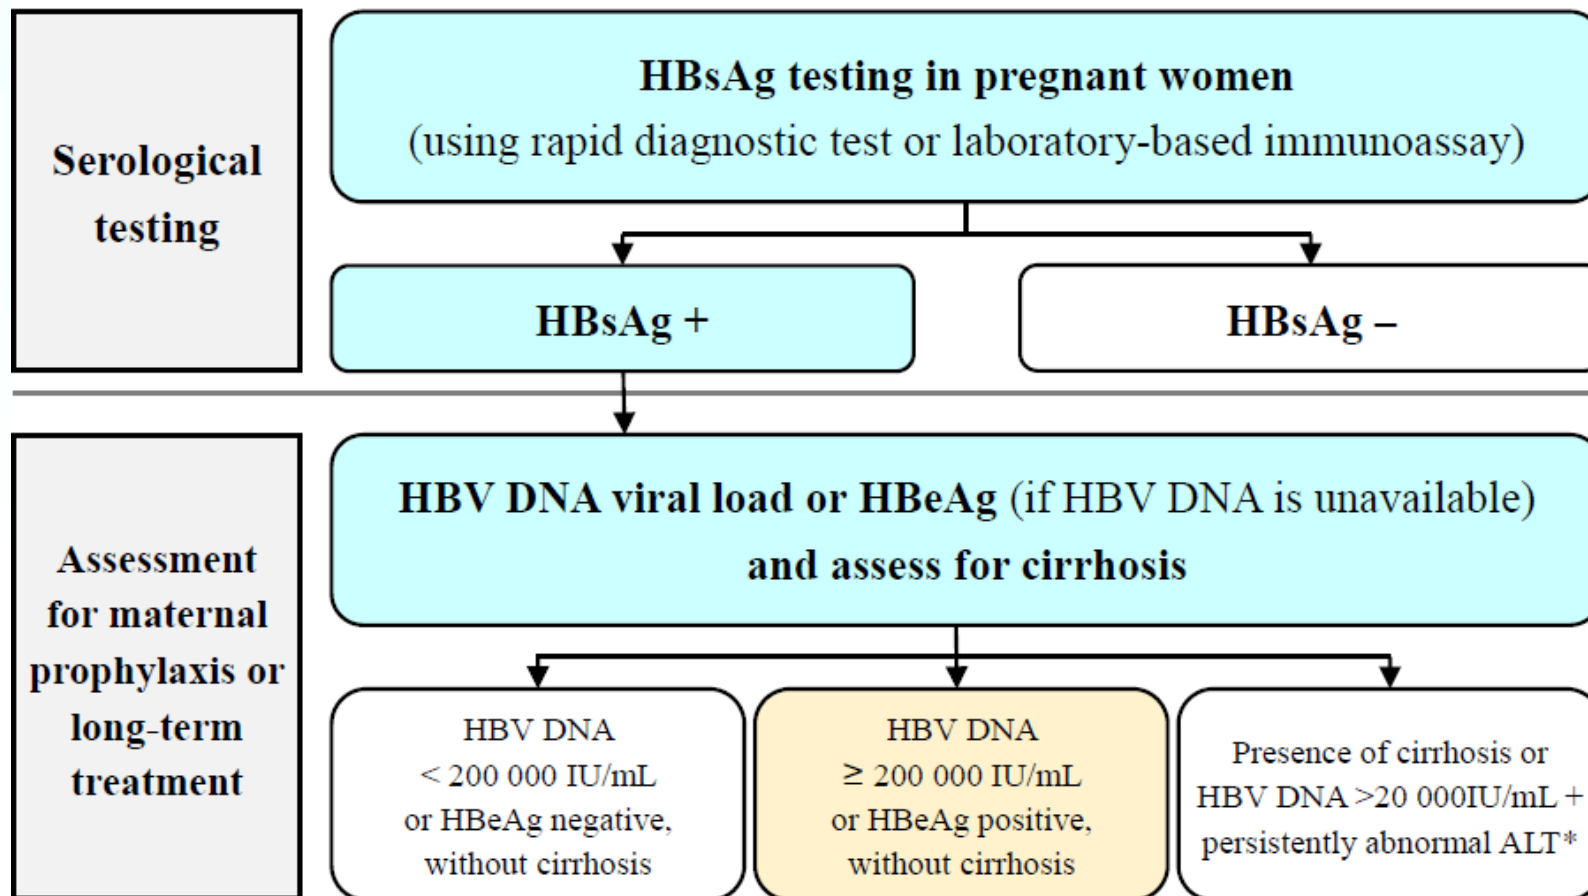 Serological
testing
HBsAg testing in pregnant women
(using rapid diagnostic test or laboratory-based immunoassay)
HBsAg +
HBsAg –
Assessment
for maternal
prophylaxis or
long-term
treatment
HBV DNA viral load or HBeAg (if HBV DNA is unavailable)
and assess for cirrhosis
HBV DNA
< 200 000 IU/mL
or HBeAg negative,
without cirrhosis
HBV DNA
≥ 200 000 IU/mL
or HBeAg positive,
without cirrhosis
Presence of cirrhosis or
HBV DNA >20 000IU/mL +
persistently abnormal ALT*